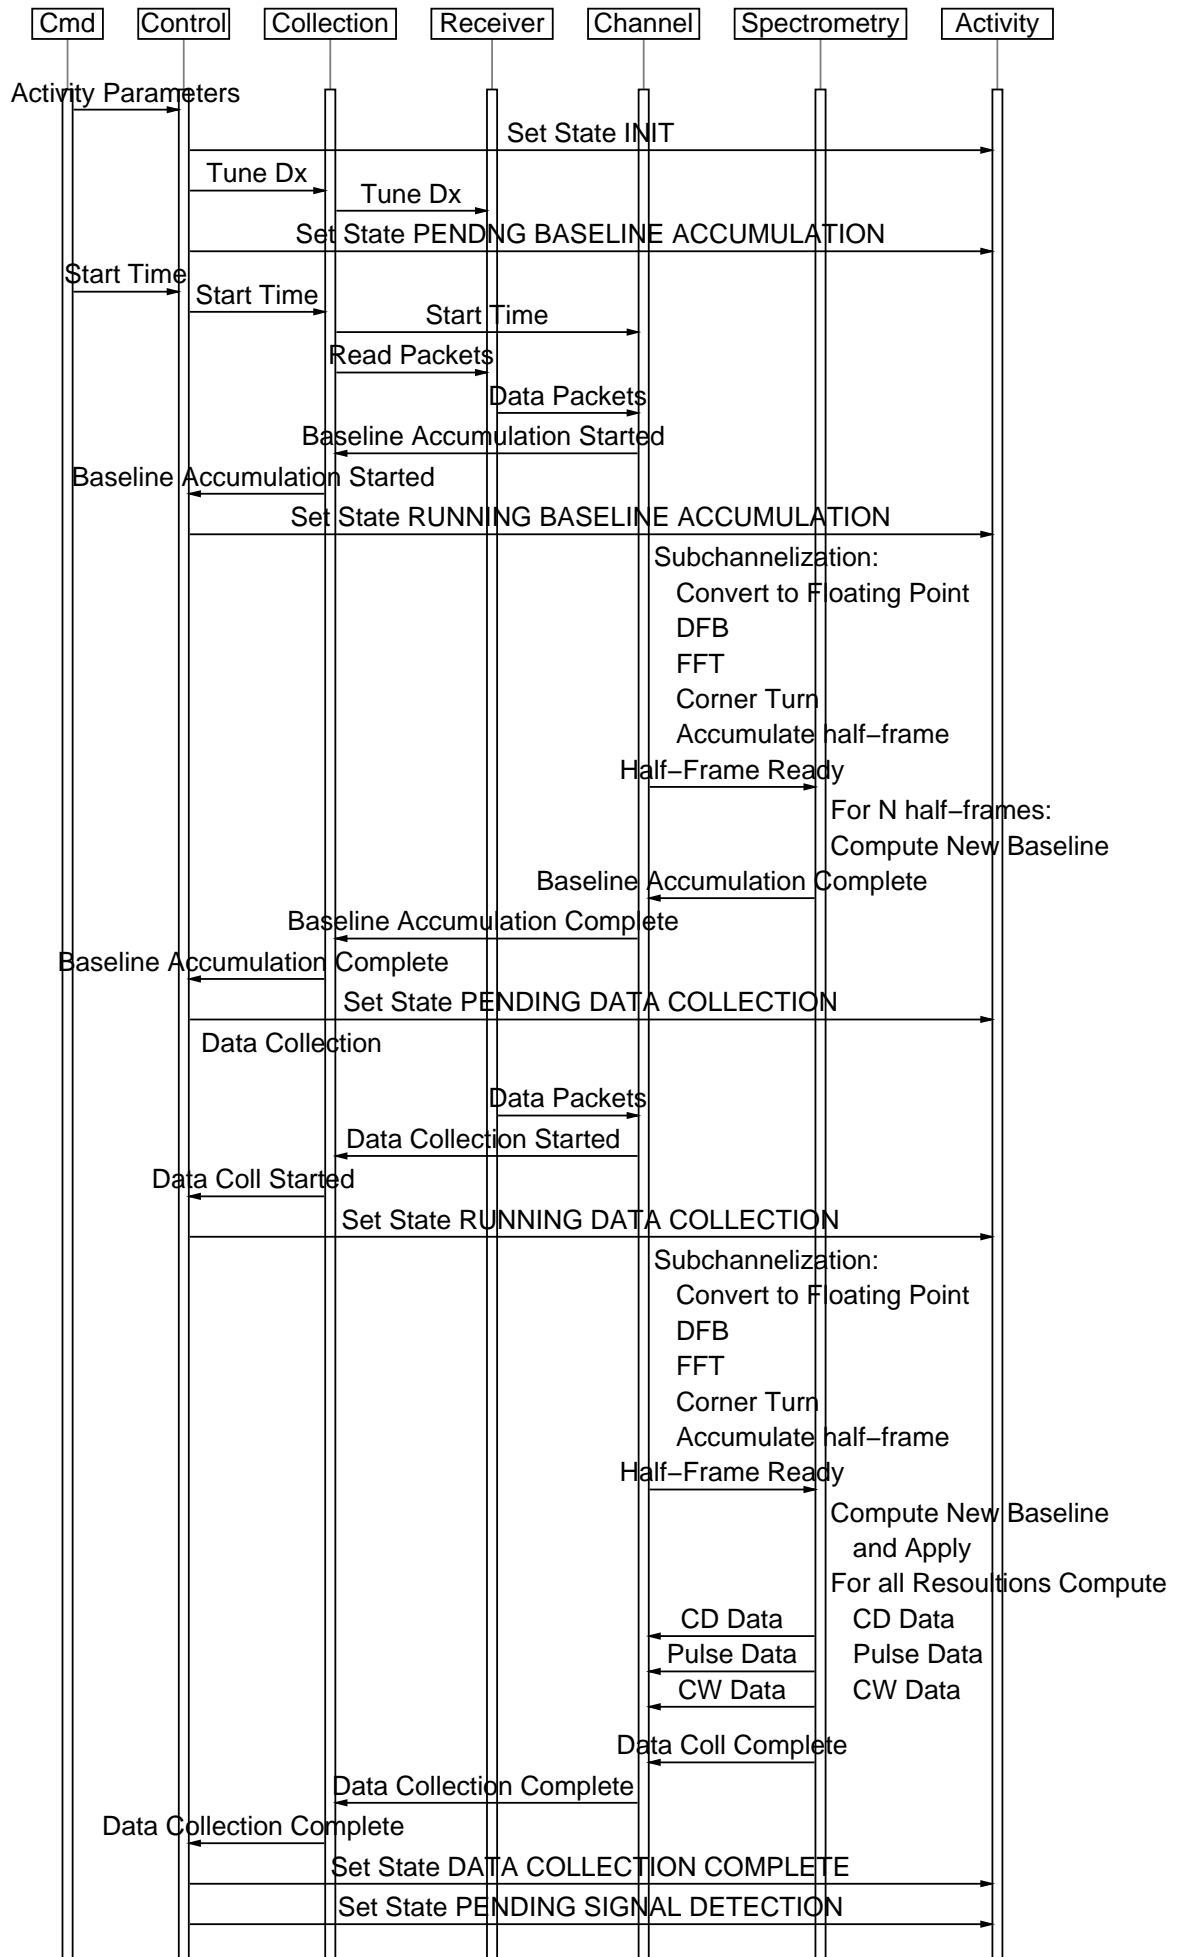 Cmd Control Collection Receiver Channel Spectrometry Activity
Activity Parameters
Set State INIT
Tune Dx
Tune Dx
Set State PENDNG BASELINE ACCUMULATION
Start Time
Start Time
Start Time
Read Packets
Data Packets
Baseline Accumulation Started
Baseline Accumulation Started
Set State RUNNING BASELINE ACCUMULATION
Subchannelization:
Convert to Floating Point
DFB
FFT
Corner Turn
Accumulate half−frame
Half−Frame Ready
For N half−frames:
Compute New Baseline
Baseline Accumulation Complete
Baseline Accumulation Complete
Baseline Accumulation Complete
Set State PENDING DATA COLLECTION
Data Collection
Data Packets
Data Collection Started
Data Coll Started
Set State RUNNING DATA COLLECTION
Subchannelization:
Convert to Floating Point
DFB
FFT
Corner Turn
Accumulate half−frame
Half−Frame Ready
Compute New Baseline
and Apply
For all Resoultions Compute
CD Data CD Data
Pulse Data Pulse Data
CW Data CW Data
Data Coll Complete
Data Collection Complete
Data Collection Complete
Set State DATA COLLECTION COMPLETE
Set State PENDING SIGNAL DETECTION